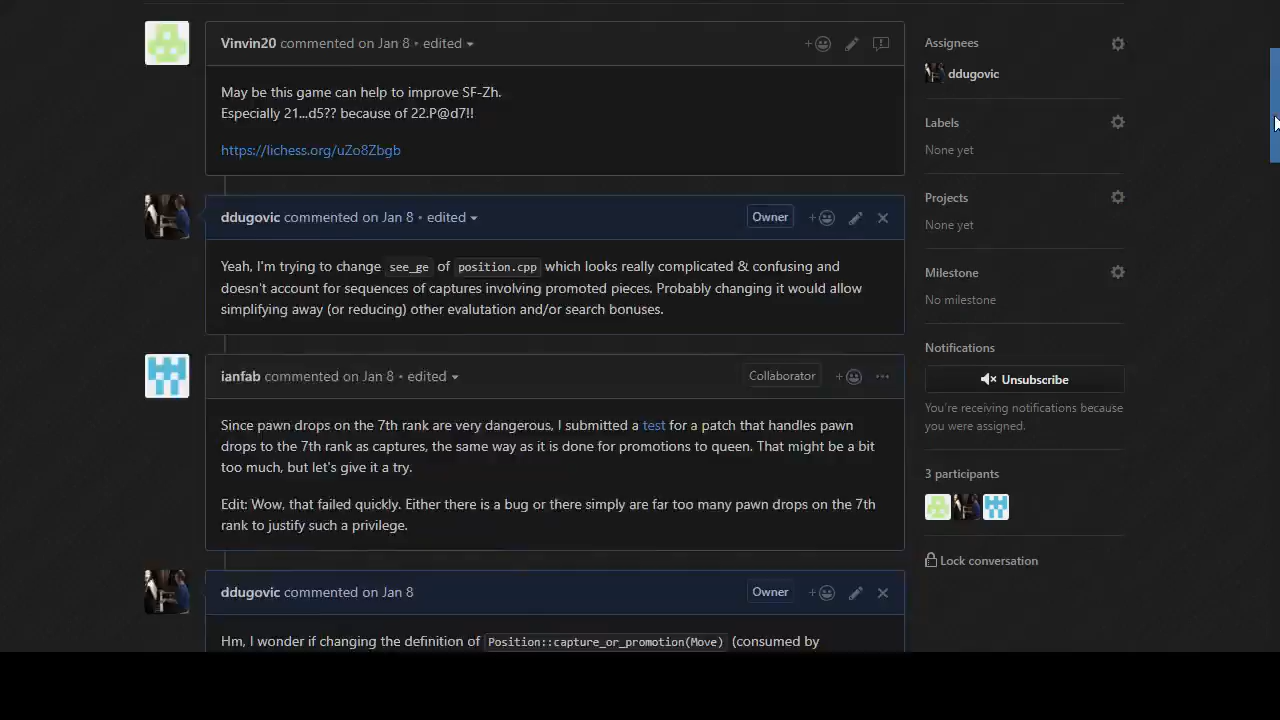 Vinvin20 commented on Jan 8 • edited
May be this game can help to improve SF-Zh.
Especially 21...d5?? because of 22.P@d7!!
https://lichess.org/uZo8Zbgb
ddugovic commented on Jan 8 • edited
Owner
Yeah, I'm trying to change see_ge of position.cpp which looks really complicated & confusing and
doesn't account for sequences of captures involving promoted pieces. Probably changing it would allow
simplifying away (or reducing) other evalutation and/or search bonuses.
ianfab commented on Jan 8 • edited
Collaborator
Since pawn drops on the 7th rank are very dangerous, I submitted a test for a patch that handles pawn
drops to the 7th rank as captures, the same way as it is done for promotions to queen. That might be a bit
too much, but let's give it a try.
Edit: Wow, that failed quickly. Either there is a bug or there simply are far too many pawn drops on the 7th
rank to justify such a privilege.
ddugovic commented on Jan 8
Owner
Hm, I wonder if changing the definition of Position::capture_or_promotion(Move) (consumed by
Assignees
ddugovic
Labels
None yet
Projects
None yet
Milestone
No milestone
Notifications
Unsubscribe
You're receiving notifications because
you were assigned.
3 participants
Lock conversation